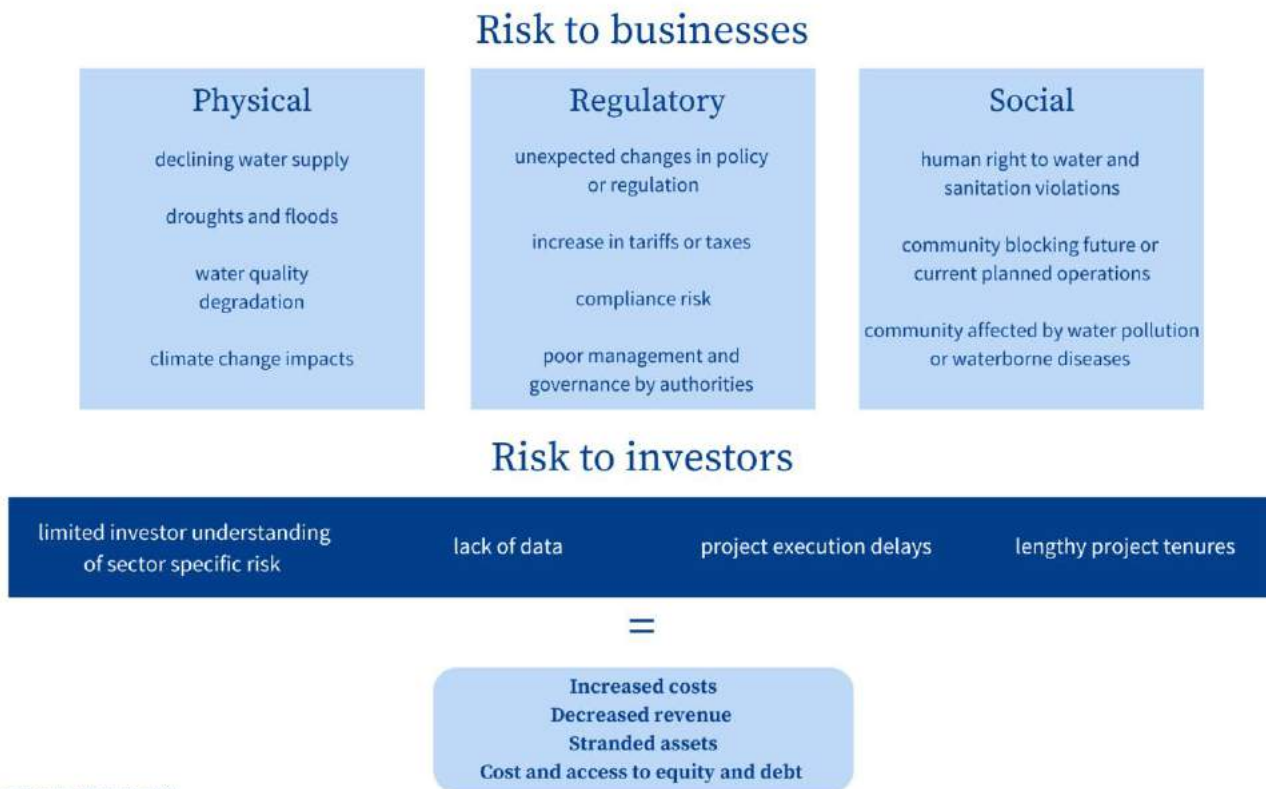 Risk to businesses
Physical
declining water supply
droughts and floods
water quality
degradation
climate change impacts
Regulatory
unexpected changes in policy
or regulation
increase in tariffs or taxes
compliance risk
poor management and
governance by authorities
Social
human right to water and
sanitation violations
community blocking future or
current planned operations
community affected by water pollution
or waterborne diseases
Risk to investors
limited investor understanding
of sector specific risk
lack of data
project execution delays
lengthy project tenures
=
Increased costs
Decreased revenue
Stranded assets
Cost and access to equity and debt